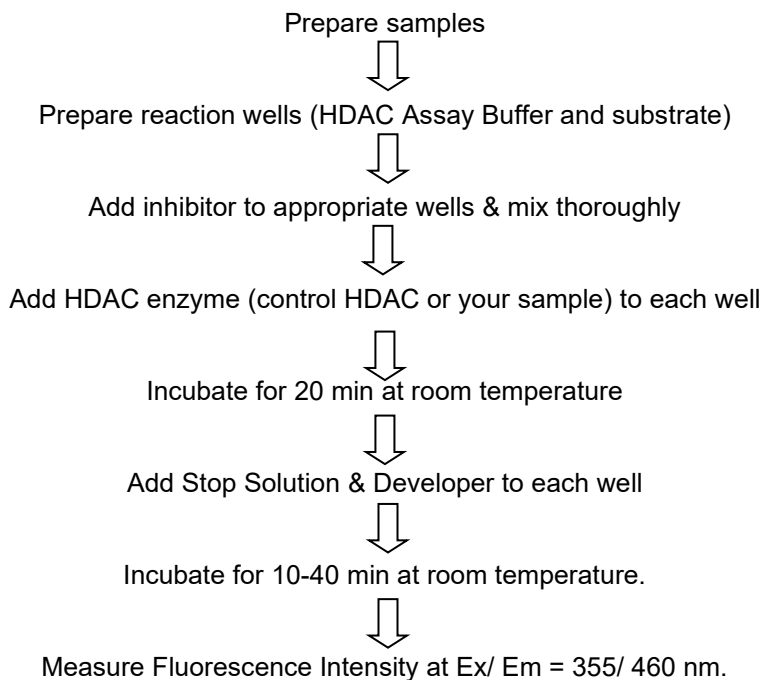 Prepare samples
Prepare reaction wells (HDAC Assay Buffer and substrate)
Add inhibitor to appropriate wells & mix thoroughly
Add HDAC enzyme (control HDAC or your sample) to each well
Incubate for 20 min at room temperature
Add Stop Solution & Developer to each well
Incubate for 10-40 min at room temperature.
Measure Fluorescence Intensity at Ex/ Em = 355/ 460 nm.